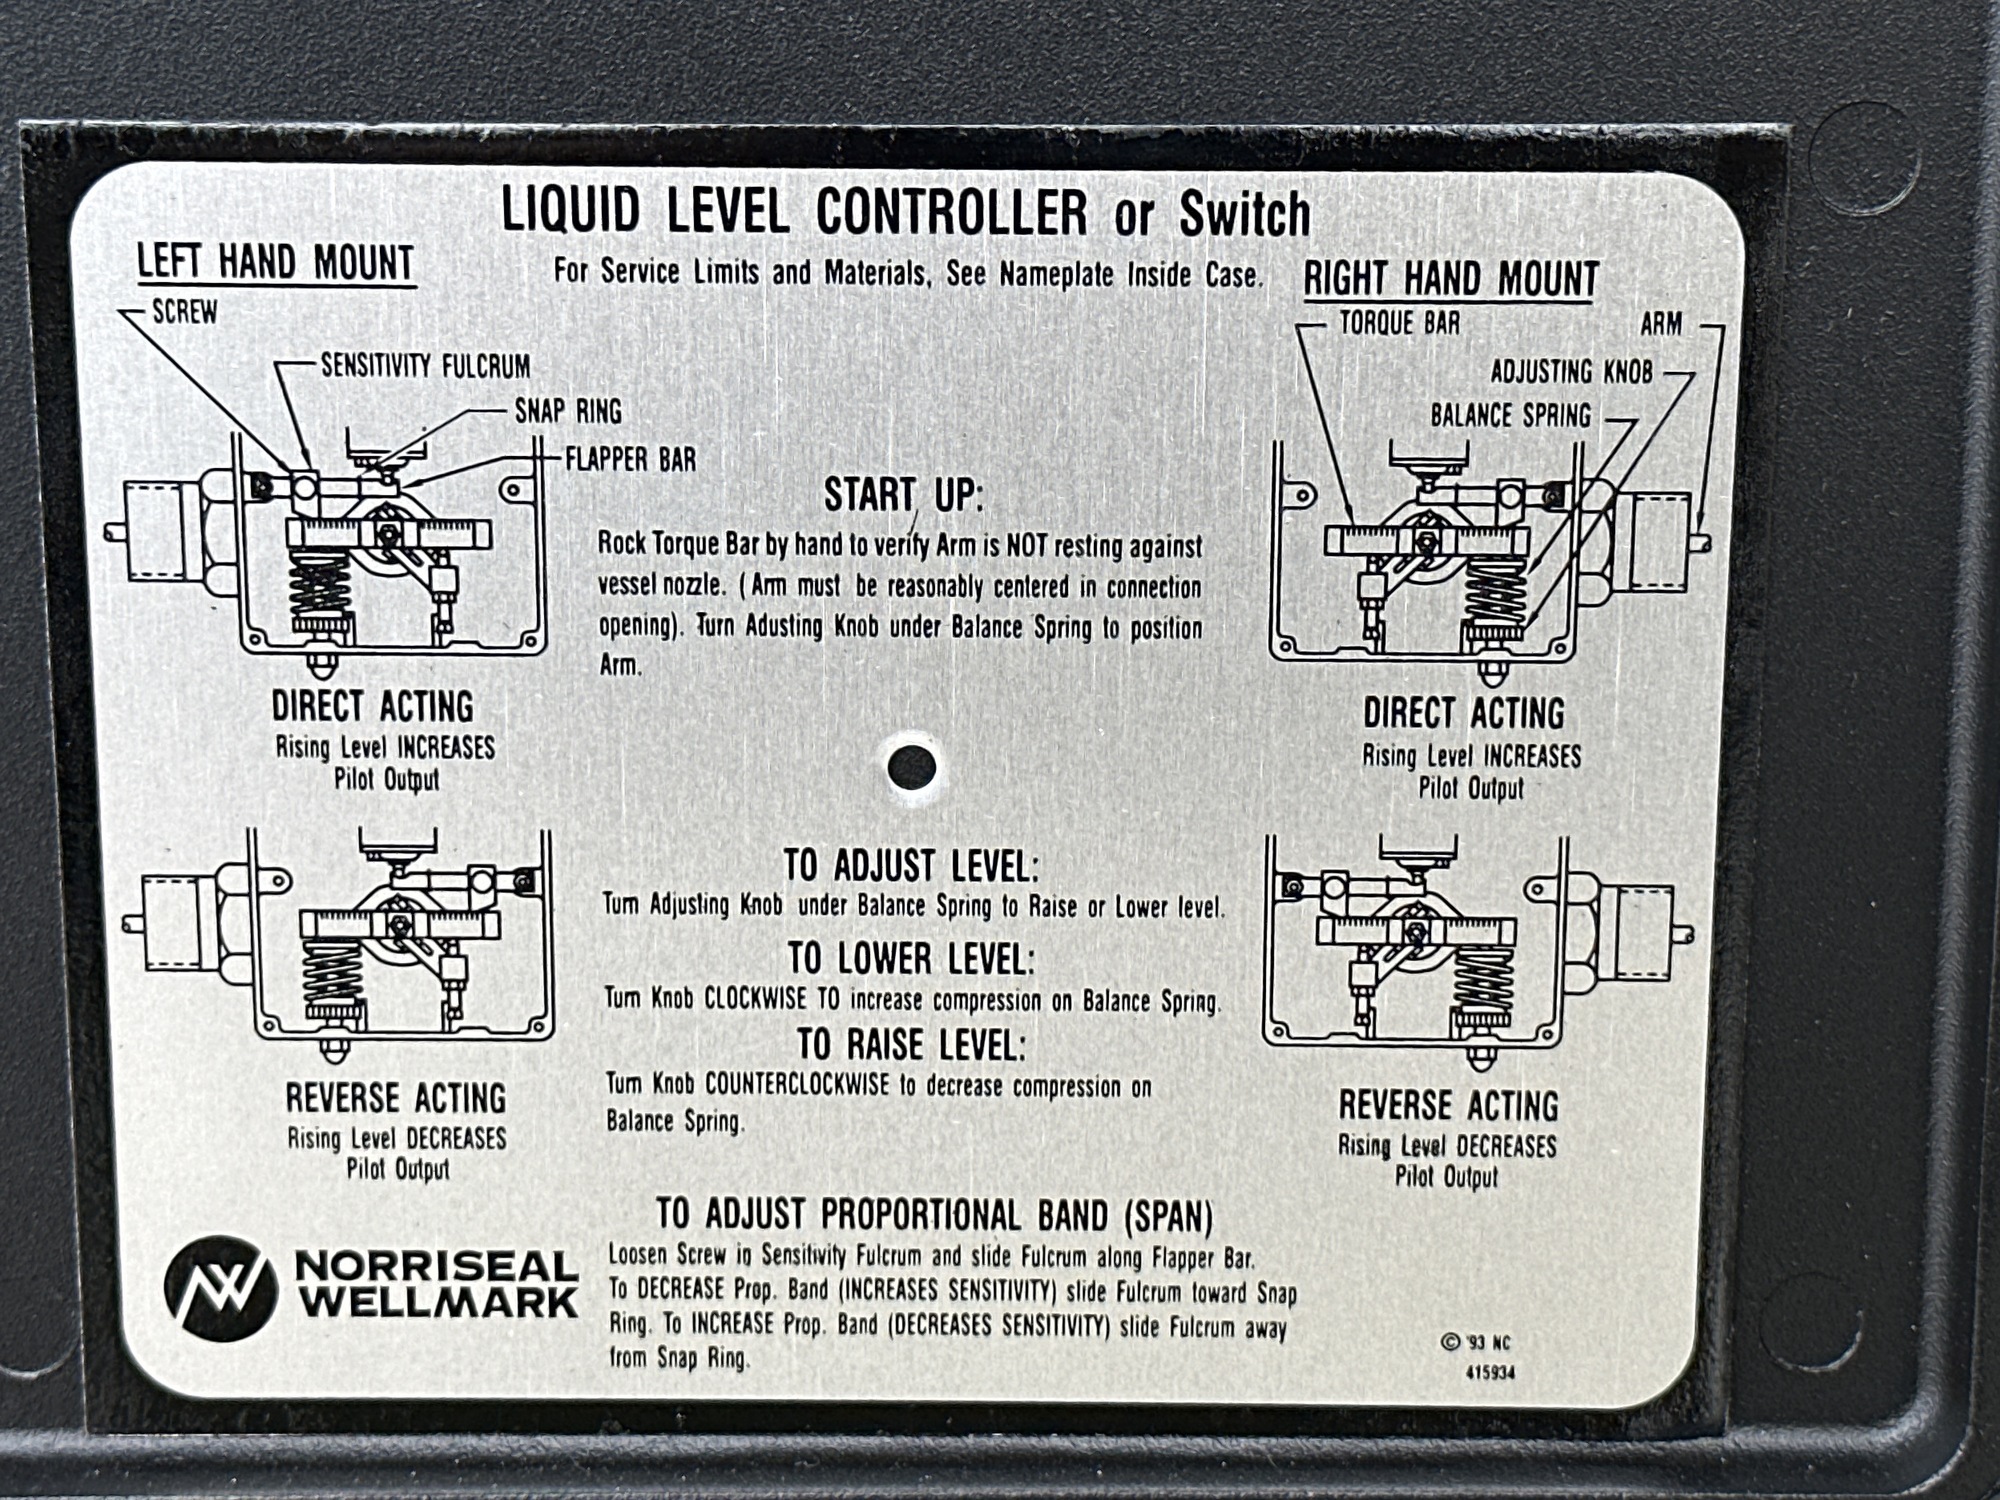 LIQUID LEVEL CONTROLLER or Switch
For Service Limits and Materials, See Nameplate Inside Case.
LEFT HAND MOUNT
SCREW
SENSITIVITY FULCRUM
SNAP RING
FLAPPER BAR
DIRECT ACTING
Rising Level INCREASES
Pilot Output
REVERSE ACTING
Rising Level DECREASES
Pilot Output
START UP:
Rock Torque Bar by hand to verify Arm is NOT resting against
vessel nozzle. (Arm must be reasonably centered in connection
opening). Turn Adusting Knob under Balance Spring to position
Arm.
TO ADJUST LEVEL:
Turn Adjusting Knob under Balance Spring to Raise or Lower level.
TO LOWER LEVEL:
Turn Knob CLOCKWISE TO increase compression on Balance Spring.
TO RAISE LEVEL:
Turn Knob COUNTERCLOCKWISE to decrease compression on
Balance Spring.
TO ADJUST PROPORTIONAL BAND (SPAN)
Loosen Screw in Sensitivity Fulcrum and slide Fulcrum along Flapper Bar.
To DECREASE Prop. Band (INCREASES SENSITIVITY) slide Fulcrum toward Snap
Ring. To INCREASE Prop. Band (DECREASES SENSITIVITY) slide Fulcrum away
from Snap Ring.
RIGHT HAND MOUNT
TORQUE BAR
ARM
ADJUSTING KNOB
BALANCE SPRING
DIRECT ACTING
Rising Level INCREASES
Pilot Output
REVERSE ACTING
Rising Level DECREASES
Pilot Output
NORRISEAL
WELLMARK
© '93 NC
415934